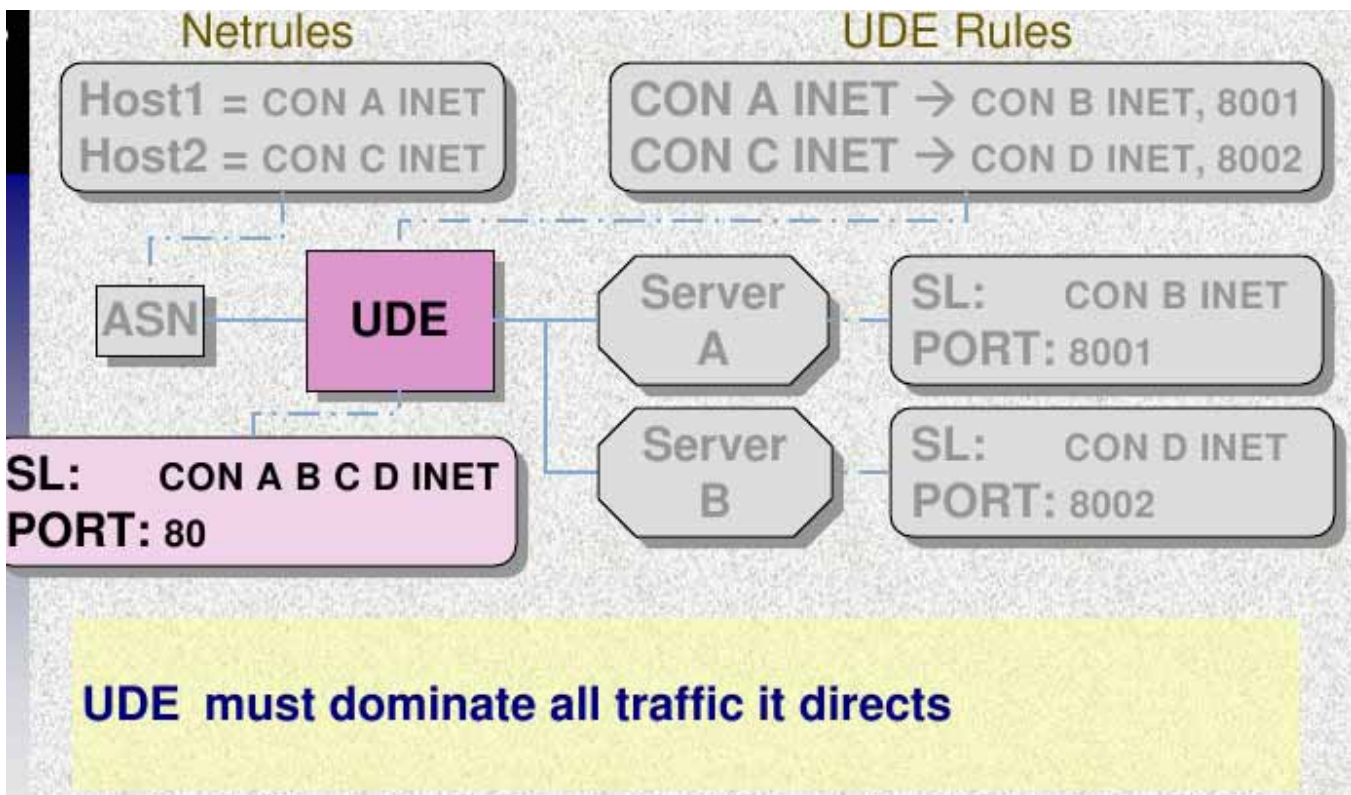 Netrules
UDE Rules
Host1 = CON A INET
Host2 = CON C INET
CON A INET → CON B INET, 8001
CON C INET → CON D INET, 8002
ASN
UDE
Server
A
SL: CON B INET
PORT: 8001
SL: CON A B C D INET
PORT: 80
Server
B
SL: CON D INET
PORT: 8002
UDE must dominate all traffic it directs